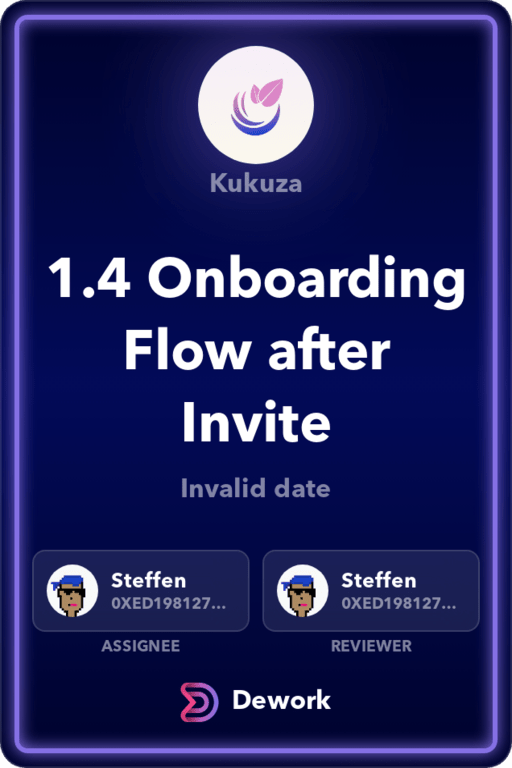 Kukuza
1.4 Onboarding
Flow after
Invite
Invalid date
Steffen
0XED198127...
ASSIGNEE
Steffen
0XED198127...
REVIEWER
Dework